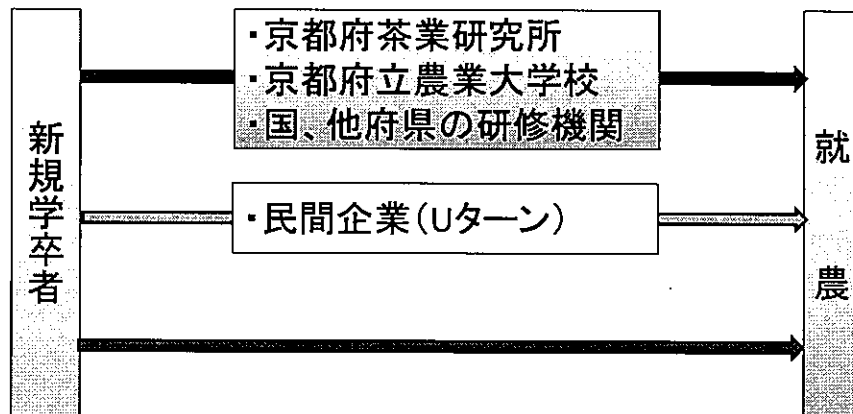 新規学卒者
・京都府茶業研究所
・京都府立農業大学校
・国、他府県の研修機関
・民間企業(Uターン)
就農